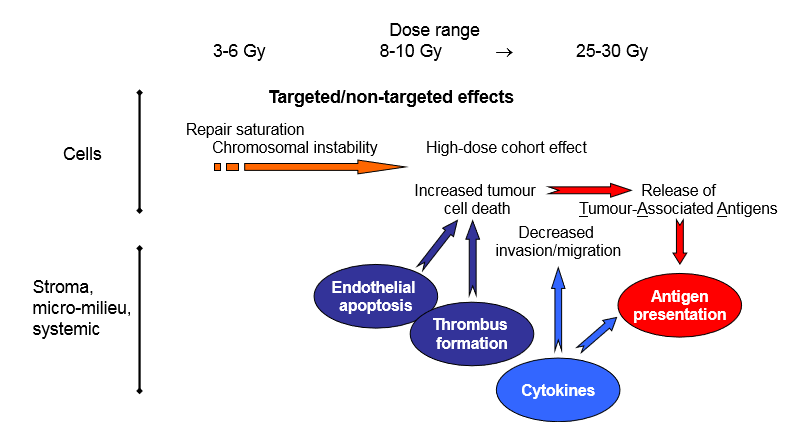 Dose range
3-6 Gy
8-10 Gy → 25-30 Gy
Targeted/non-targeted effects
Cells
Repair saturation
Chromosomal instability
High-dose cohort effect
Increased tumour
cell death
Release of
Tumour-Associated Antigens
Decreased
invasion/migration
Stroma,
micro-milieu,
systemic
Endothelial
apoptosis
Thrombus
formation
Antigen
presentation
Cytokines